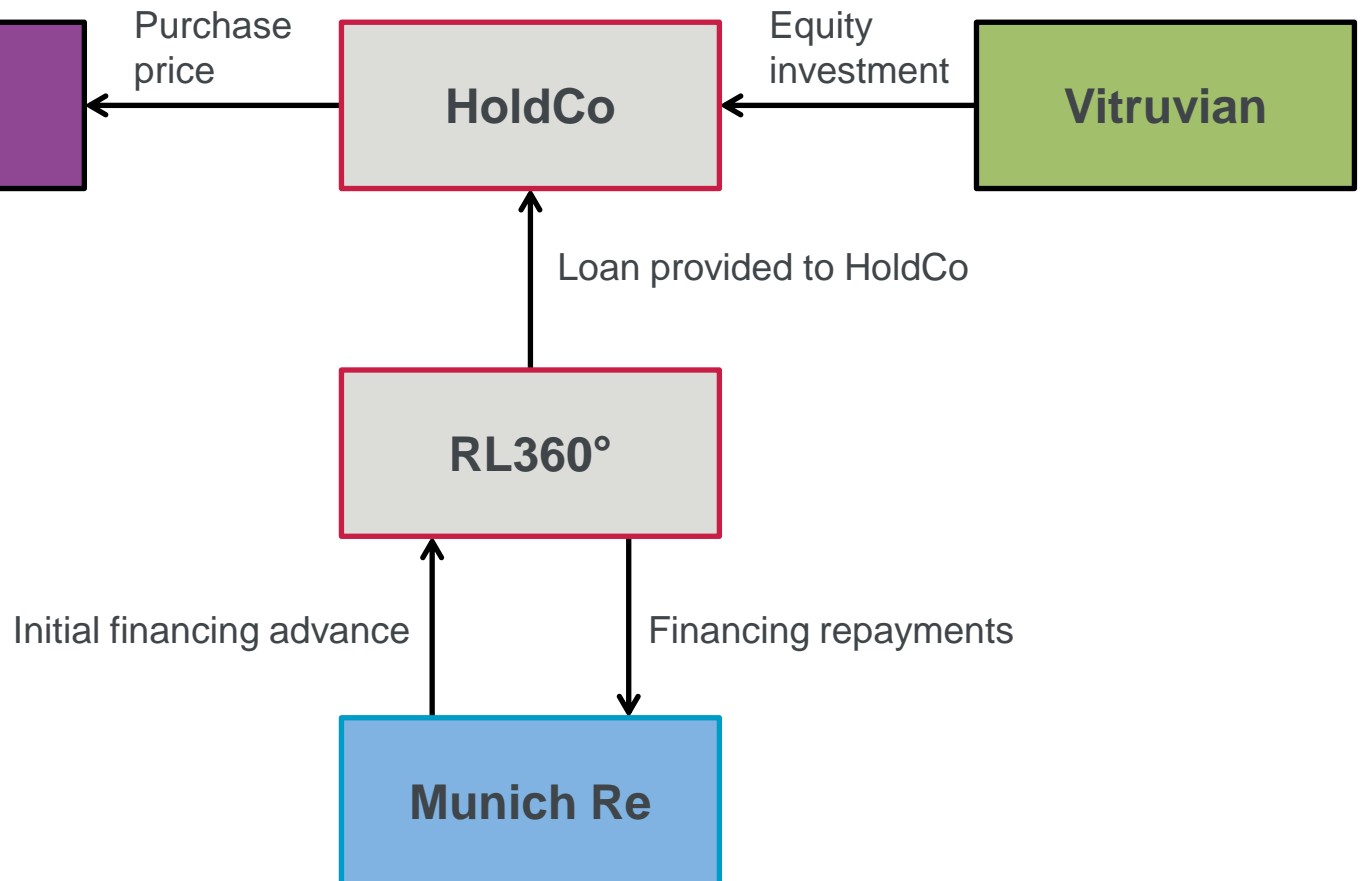 Purchase
price
Equity
investment
HoldCo
Vitruvian
Loan provided to HoldCo
RL360°
Initial financing advance
Financing repayments
Munich Re